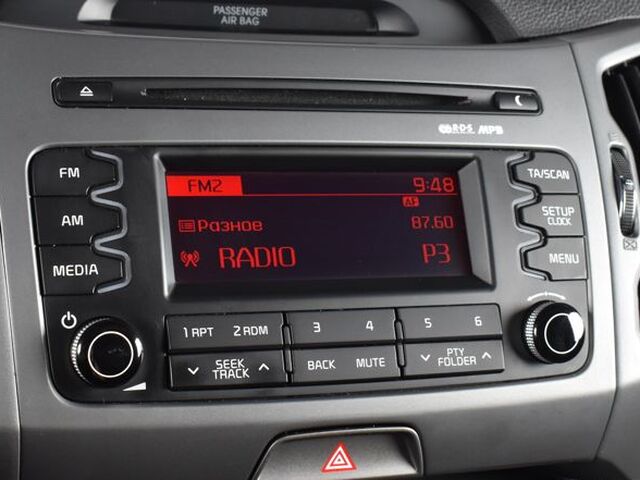 PASSENGER
AIR BAG
R·D·S MP3
FM
AM
MEDIA
FM2
9:48
AF
Разное
87.60
RADIO
P3
TA/SCAN
SETUP
CLOCK
MENU
1 RPT
2 RDM
3
4
5
6
SEEK
TRACK
BACK
MUTE
PTY
FOLDER